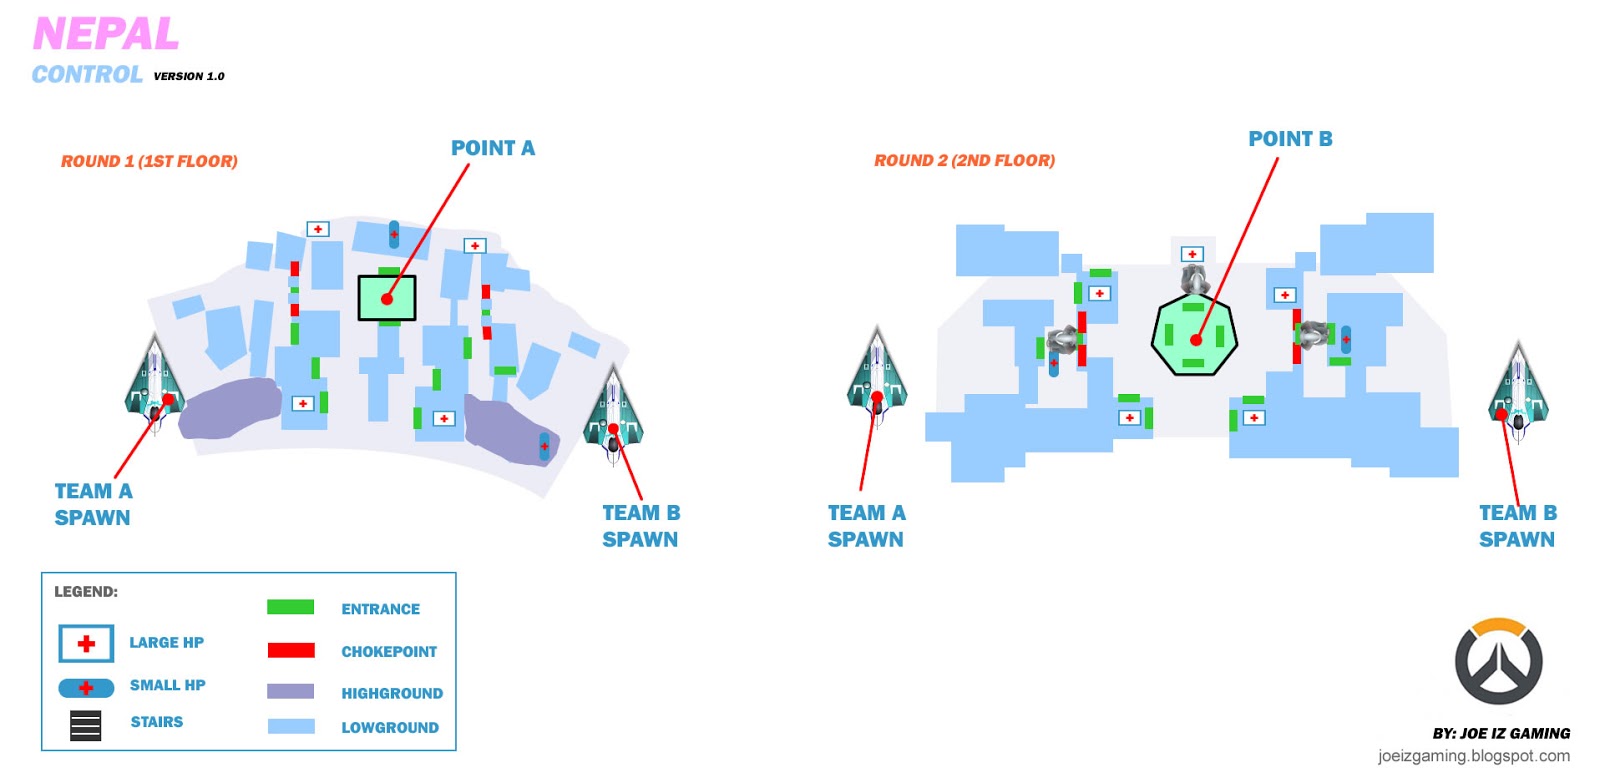 NEPAL
CONTROL VERSION 1.0
ROUND 1 (1ST FLOOR)
POINT A
TEAM A
SPAWN
TEAM B
SPAWN
ROUND 2 (2ND FLOOR)
POINT B
TEAM A
SPAWN
TEAM B
SPAWN
LEGEND:
LARGE HP
SMALL HP
STAIRS
ENTRANCE
CHOKEPOINT
HIGHGROUND
LOWGROUND
BY: JOE IZ GAMING
joeizgaming.blogspot.com